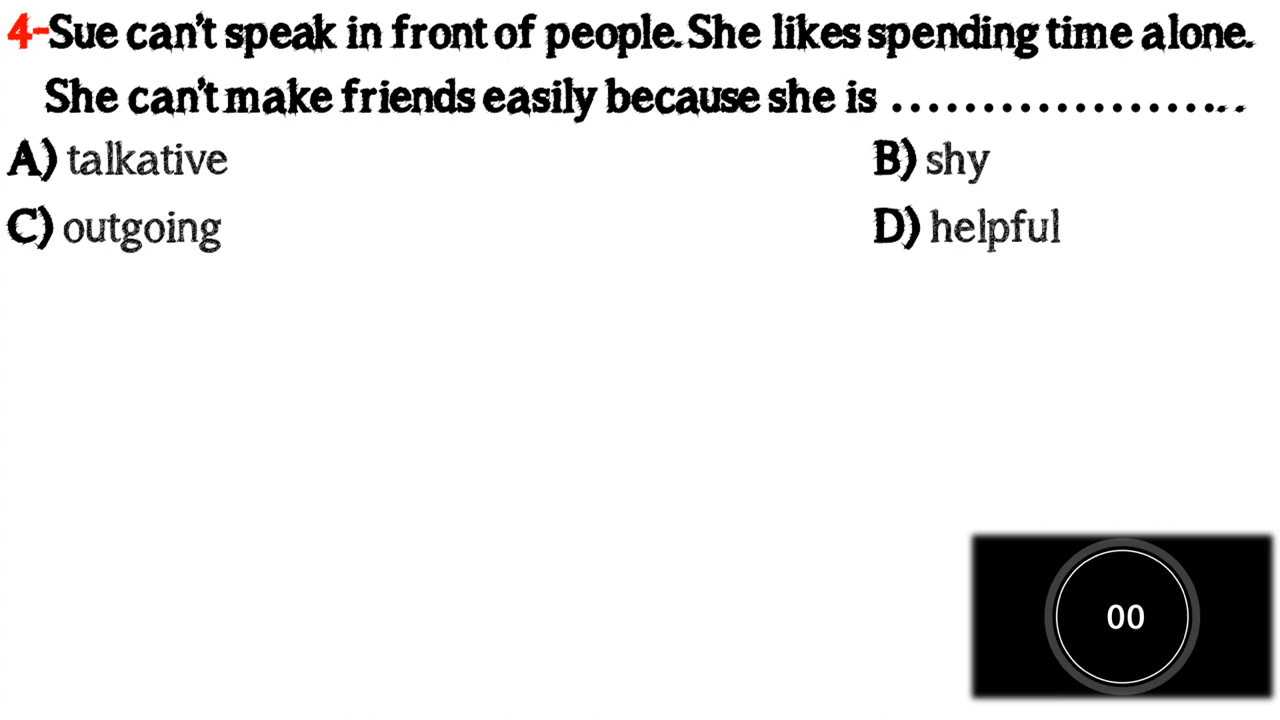 4-Sue can't speak in front of people. She likes spending time alone.
She can't make friends easily because she is ......................
A) talkative
B) shy
C) outgoing
D) helpful
00